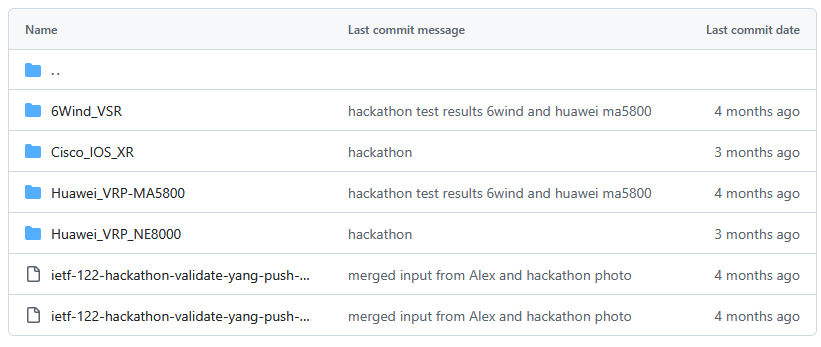 Name Last commit message Last commit date
..
6Wind_VSR hackathon test results 6wind and huawei ma5800 4 months ago
Cisco_IOS_XR hackathon 3 months ago
Huawei_VRP-MA5800 hackathon test results 6wind and huawei ma5800 4 months ago
Huawei_VRP_NE8000 hackathon 3 months ago
ietf-122-hackathon-validate-yang-push-... merged input from Alex and hackathon photo 4 months ago
ietf-122-hackathon-validate-yang-push-... merged input from Alex and hackathon photo 4 months ago